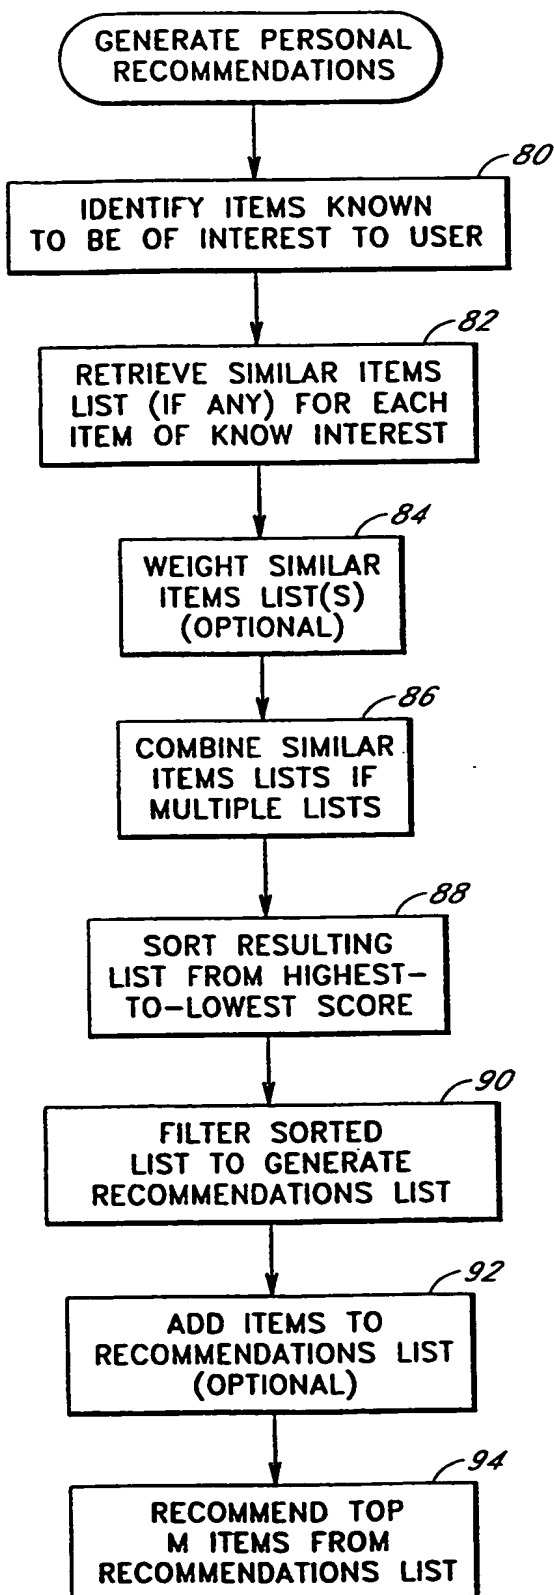 GENERATE PERSONAL
RECOMMENDATIONS
80
IDENTIFY ITEMS KNOWN
TO BE OF INTEREST TO USER
82
RETRIEVE SIMILAR ITEMS
LIST (IF ANY) FOR EACH
ITEM OF KNOW INTEREST
84
WEIGHT SIMILAR
ITEMS LIST(S)
(OPTIONAL)
86
COMBINE SIMILAR
ITEMS LISTS IF
MULTIPLE LISTS
88
SORT RESULTING
LIST FROM HIGHEST-
TO-LOWEST SCORE
90
FILTER SORTED
LIST TO GENERATE
RECOMMENDATIONS LIST
92
ADD ITEMS TO
RECOMMENDATIONS LIST
(OPTIONAL)
94
RECOMMEND TOP
M ITEMS FROM
RECOMMENDATIONS LIST